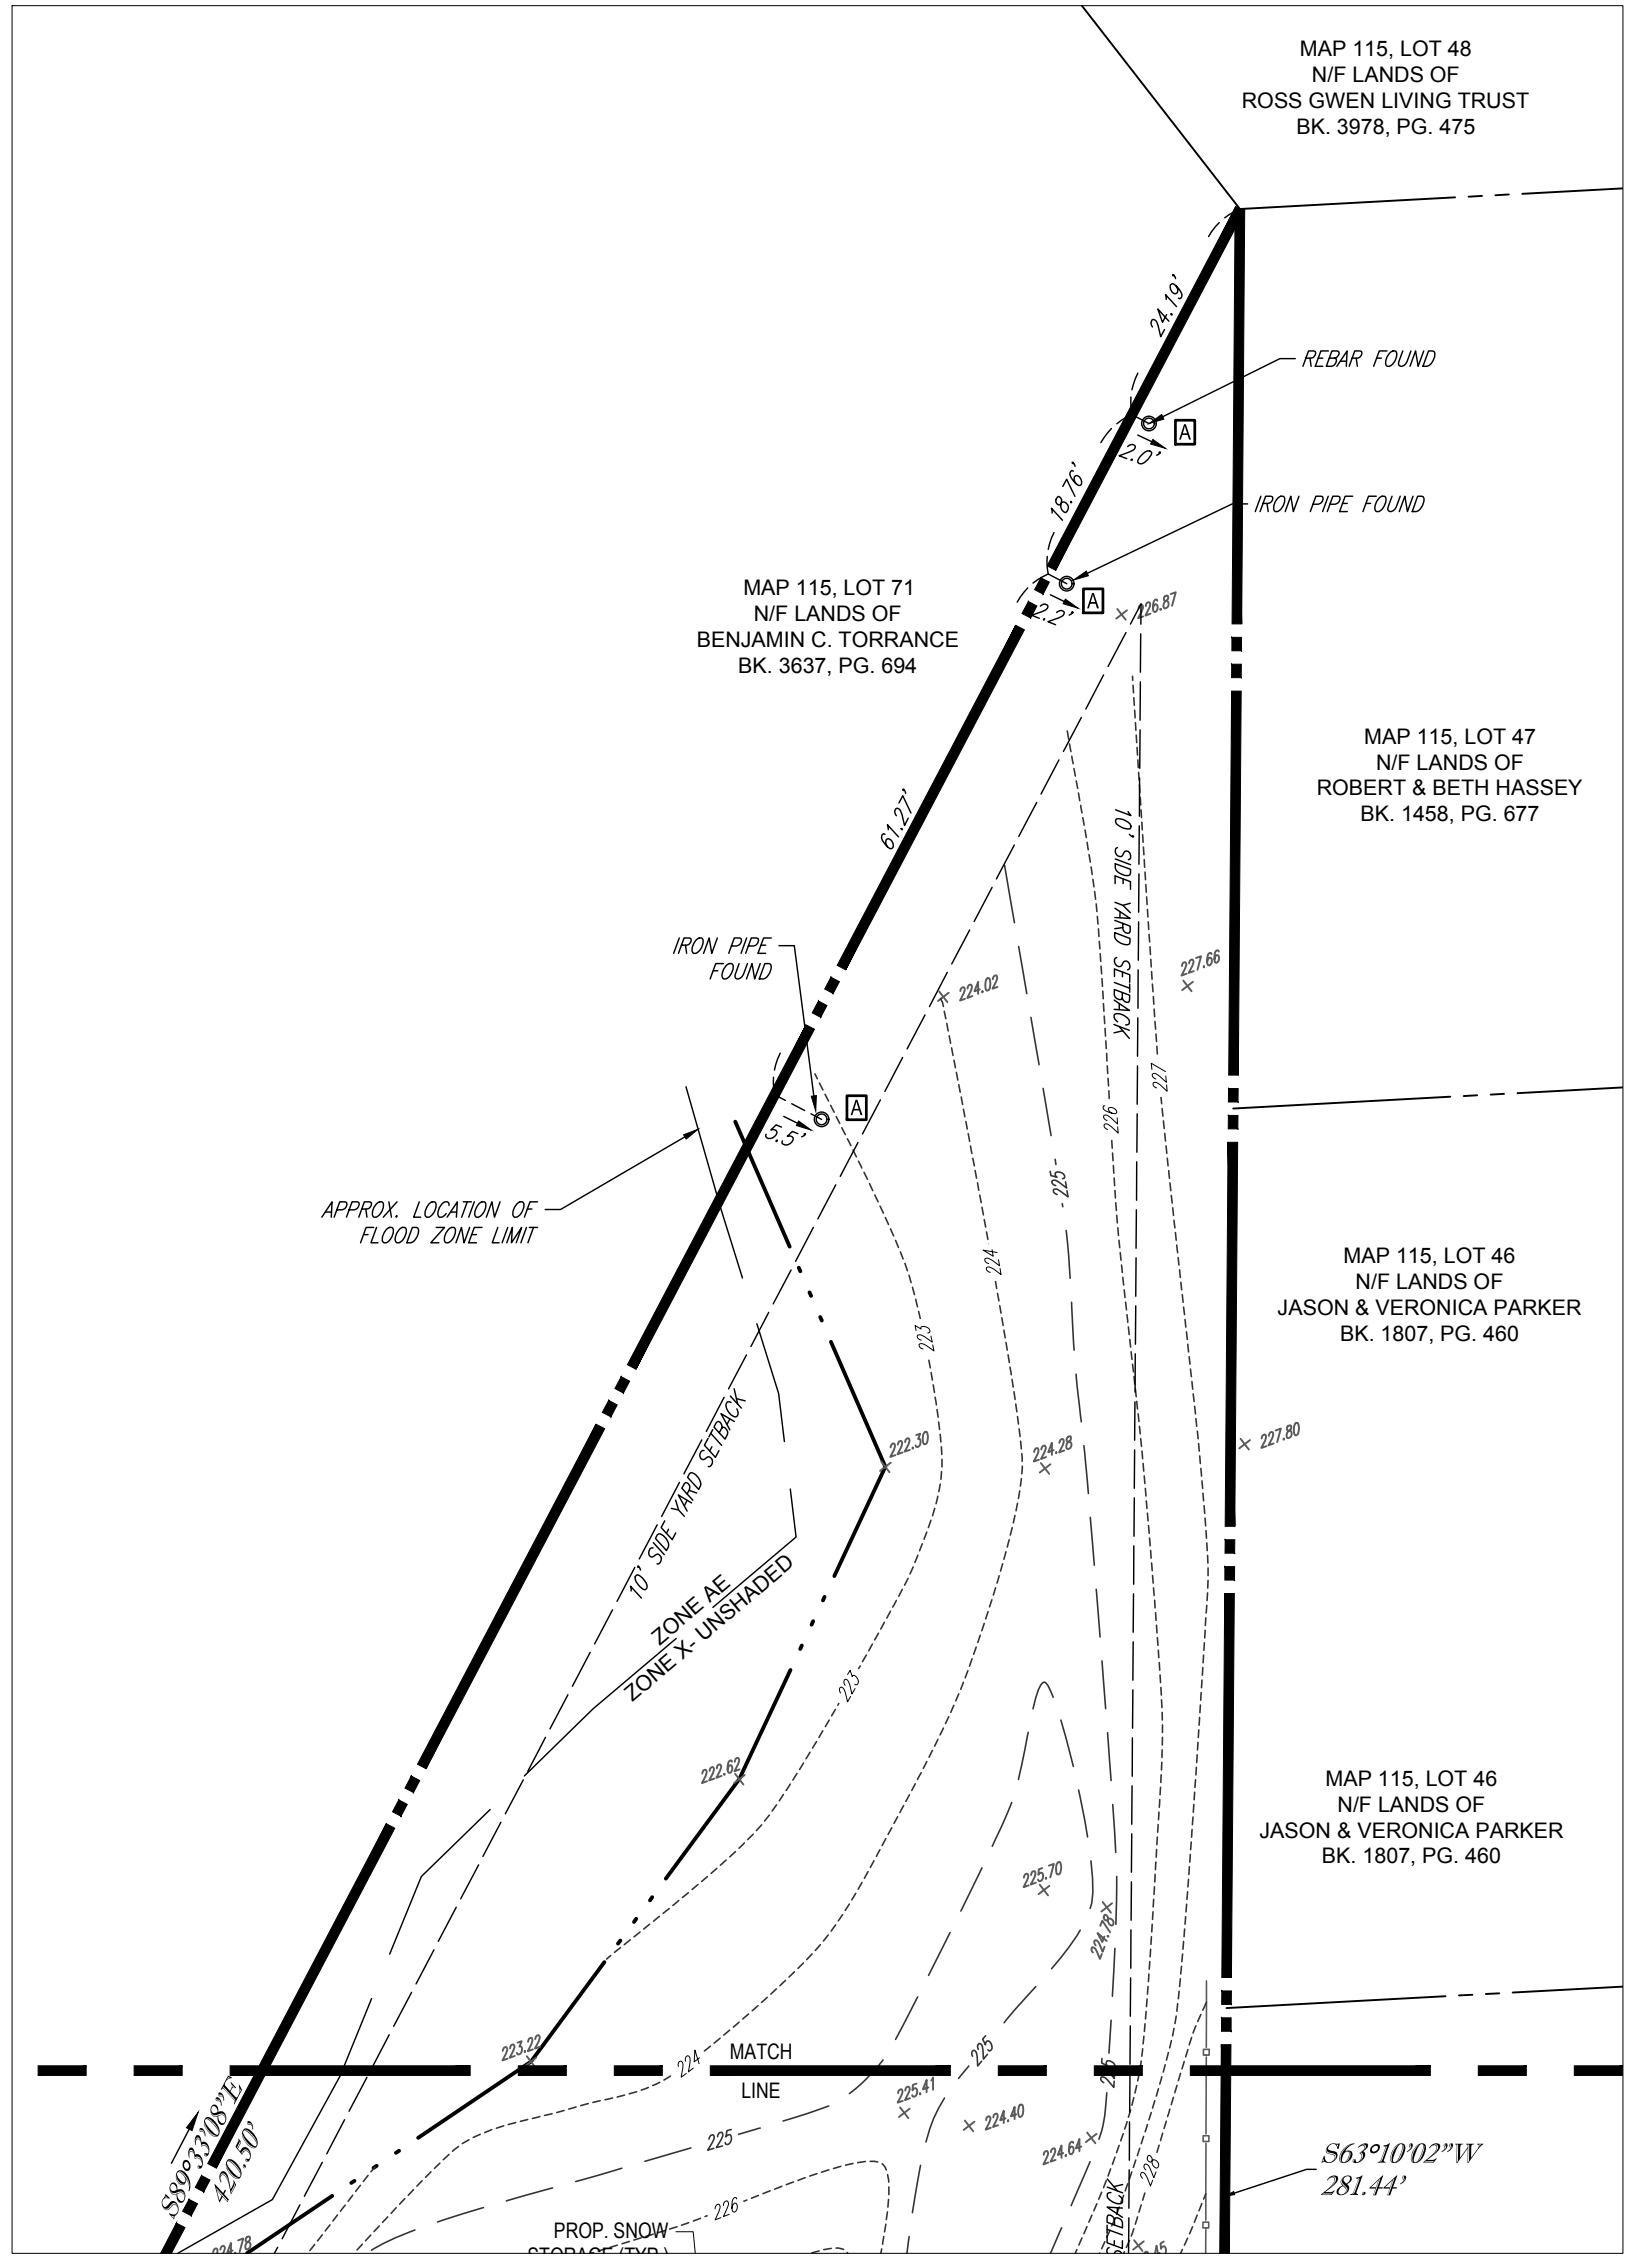 MAP 115, LOT 48
N/F LANDS OF
ROSS GWEN LIVING TRUST
BK. 3978, PG. 475
24.19'
REBAR FOUND
A
2.0'
18.76'
IRON PIPE FOUND
A
2.2'
226.87
MAP 115, LOT 71
N/F LANDS OF
BENJAMIN C. TORRANCE
BK. 3637, PG. 694
MAP 115, LOT 47
N/F LANDS OF
ROBERT & BETH HASSEY
BK. 1458, PG. 677
61.27'
10' SIDE YARD SETBACK
IRON PIPE
FOUND
227.66
224.02
227
A
5.5'
226
225
APPROX. LOCATION OF
FLOOD ZONE LIMIT
224
MAP 115, LOT 46
N/F LANDS OF
JASON & VERONICA PARKER
BK. 1807, PG. 460
223
222.30
224.28
227.80
10' SIDE YARD SETBACK
ZONE AE
ZONE X- UNSHADED
223
222.62
MAP 115, LOT 46
N/F LANDS OF
JASON & VERONICA PARKER
BK. 1807, PG. 460
225.70
224.78
223.22
224
MATCH
LINE
225
225
225.41
224.40
225
224.64
S89°33'08"E
420.50'
S63°10'02"W
281.44'
228
226
SETBACK
PROP. SNOW
STORAGE (TYP.)
224.78